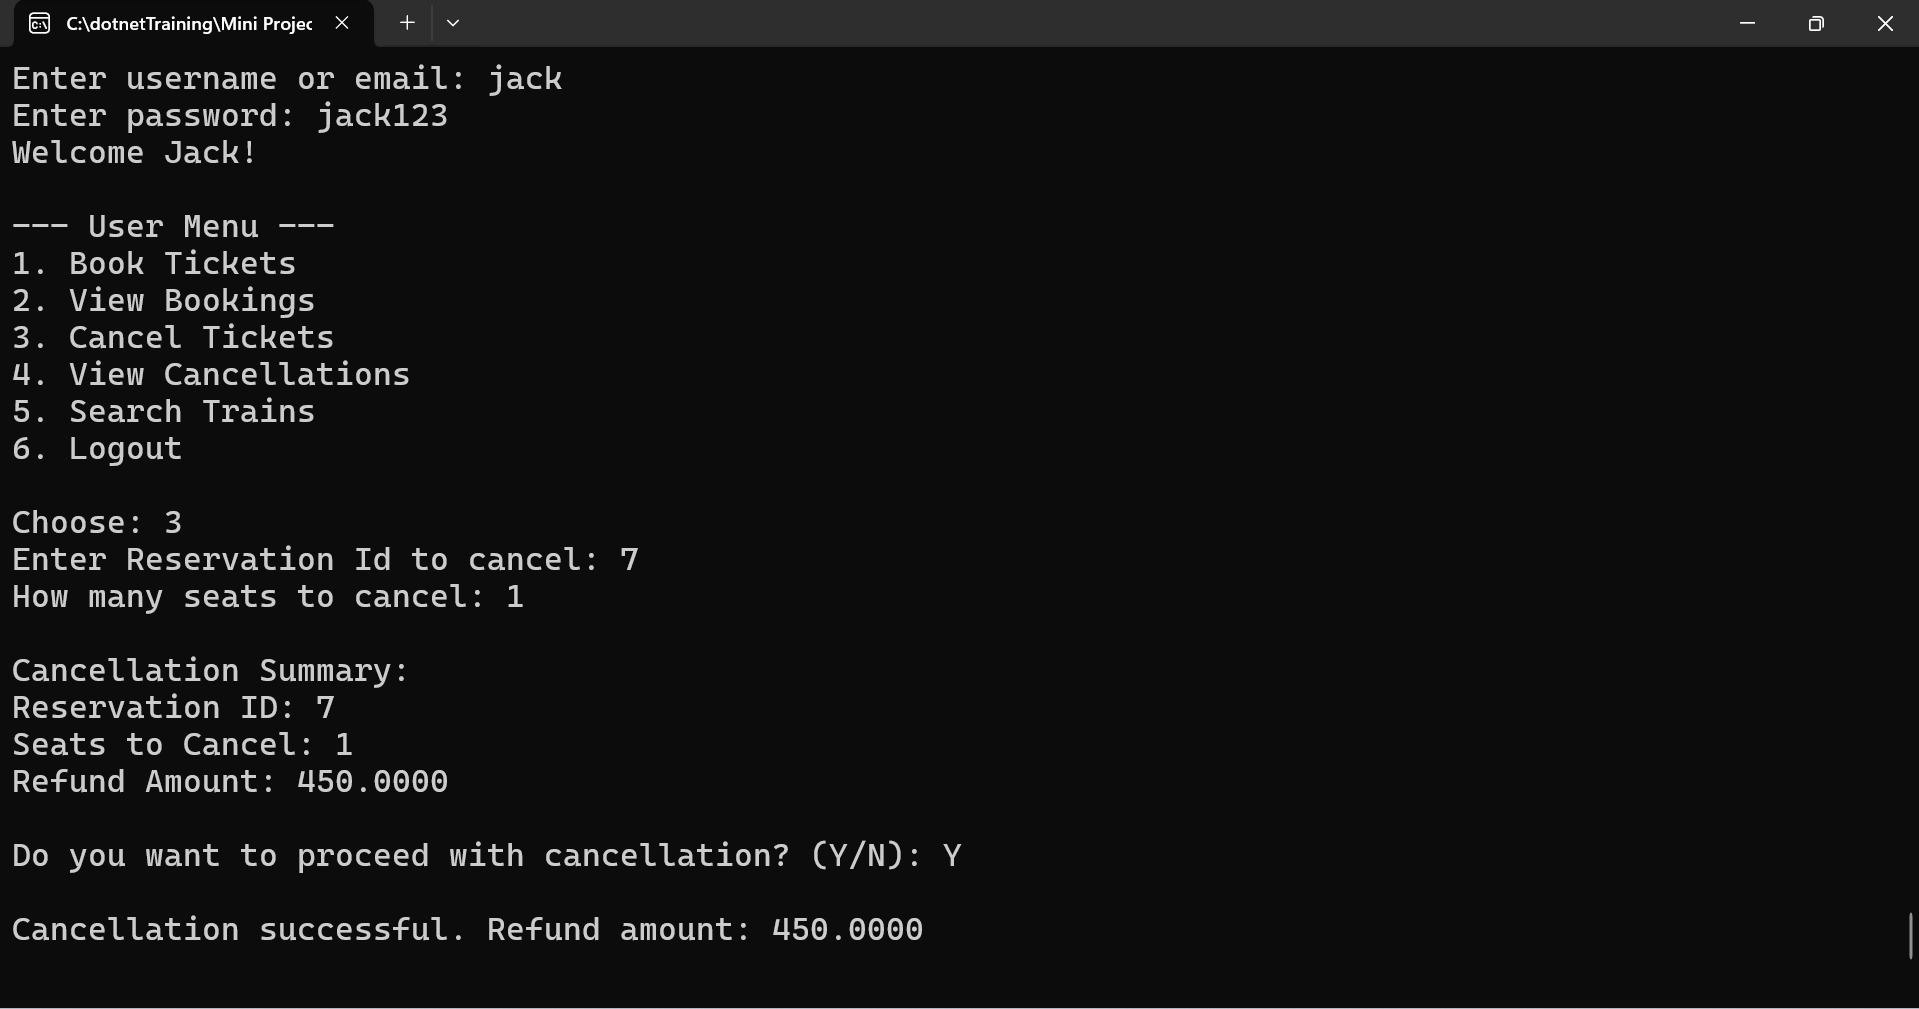 C:\dotnetTraining\Mini Projec
Enter username or email: jack
Enter password: jack123
Welcome Jack!
--- User Menu ---
1. Book Tickets
2. View Bookings
3. Cancel Tickets
4. View Cancellations
5. Search Trains
6. Logout
Choose: 3
Enter Reservation Id to cancel: 7
How many seats to cancel: 1
Cancellation Summary:
Reservation ID: 7
Seats to Cancel: 1
Refund Amount: 450.0000
Do you want to proceed with cancellation? (Y/N): Y
Cancellation successful. Refund amount: 450.0000